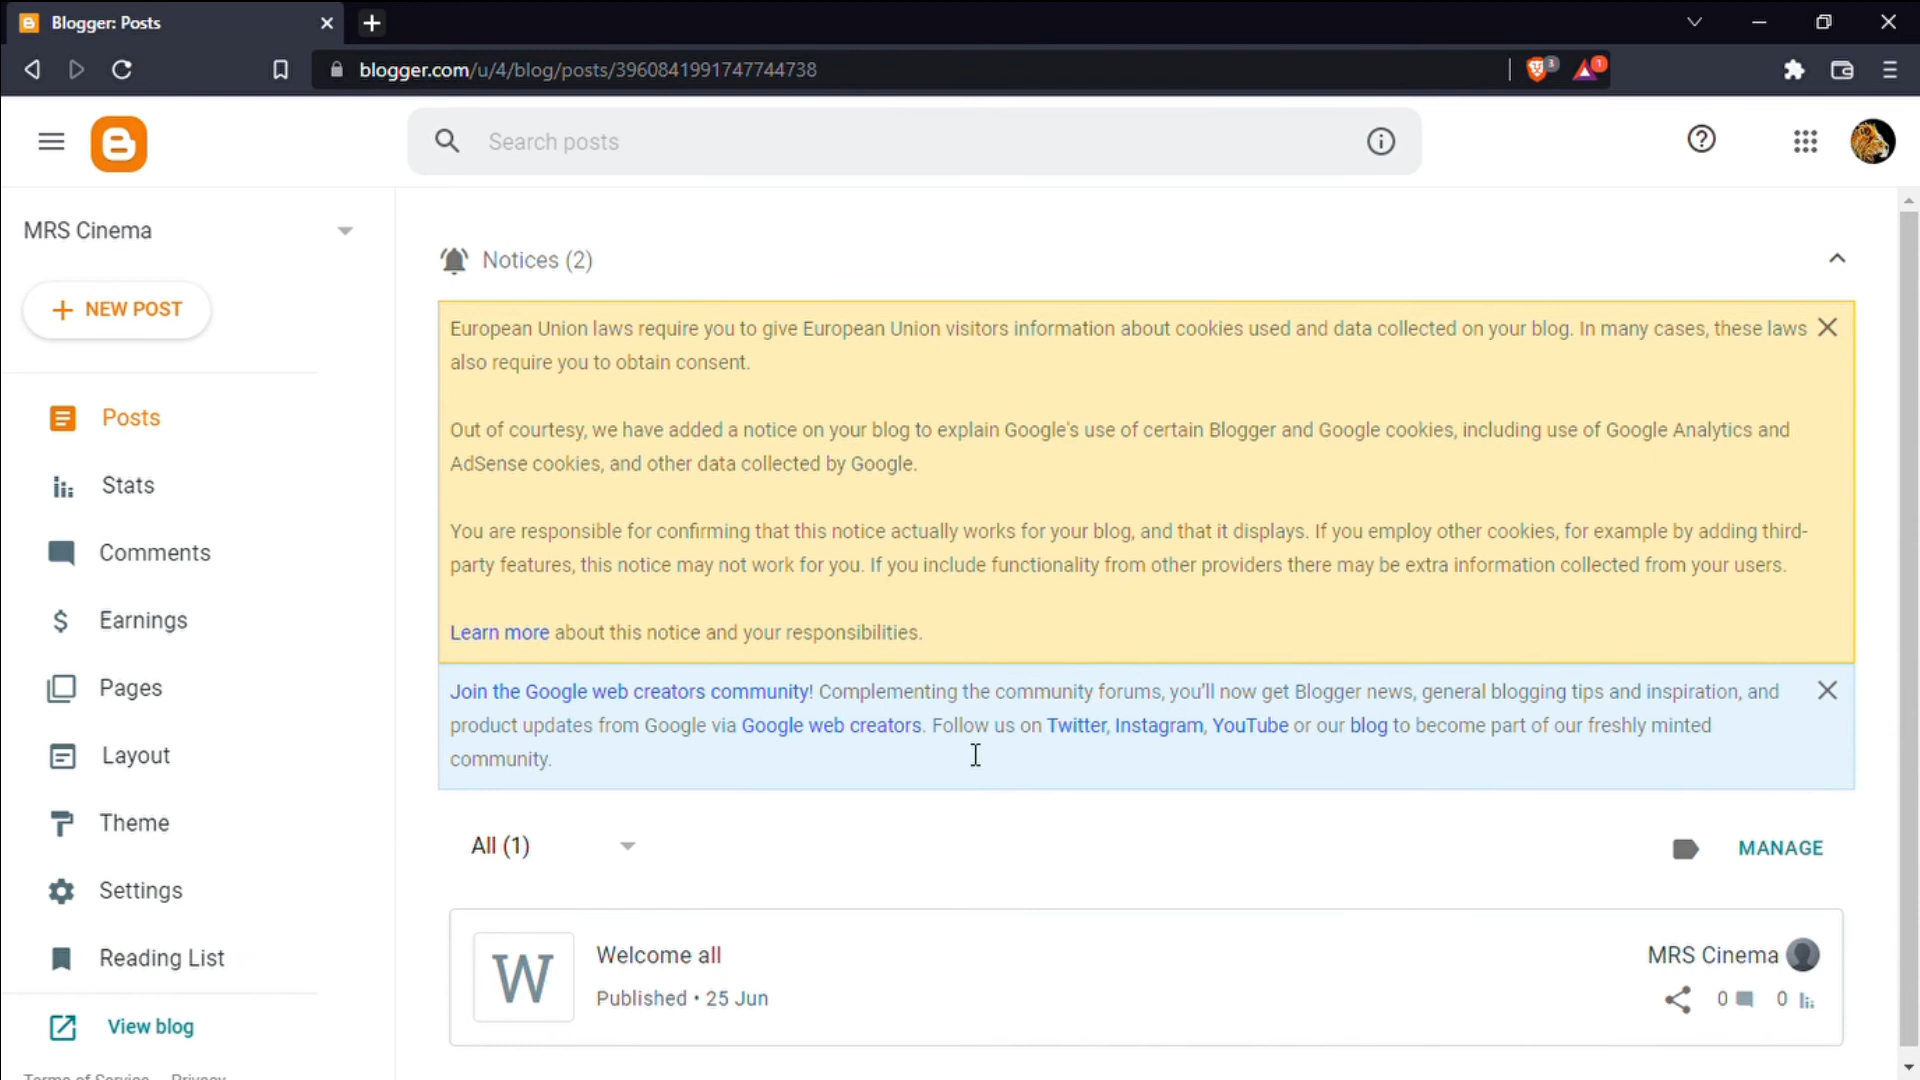 Blogger: Posts
blogger.com/u/4/blog/posts/3960841991747744738
3
1
Search posts
MRS Cinema
NEW POST
Posts
Stats
Comments
Earnings
Pages
Layout
Theme
Settings
Reading List
View blog
Terms of Service Privacy
Notices (2)
European Union laws require you to give European Union visitors information about cookies used and data collected on your blog. In many cases, these laws
also require you to obtain consent.
Out of courtesy, we have added a notice on your blog to explain Google's use of certain Blogger and Google cookies, including use of Google Analytics and
AdSense cookies, and other data collected by Google.
You are responsible for confirming that this notice actually works for your blog, and that it displays. If you employ other cookies, for example by adding third-
party features, this notice may not work for you. If you include functionality from other providers there may be extra information collected from your users.
Learn more about this notice and your responsibilities.
Join the Google web creators community! Complementing the community forums, you'll now get Blogger news, general blogging tips and inspiration, and
product updates from Google via Google web creators. Follow us on Twitter, Instagram, YouTube or our blog to become part of our freshly minted
community.
All (1)
MANAGE
W
Welcome all
Published • 25 Jun
MRS Cinema
0 0